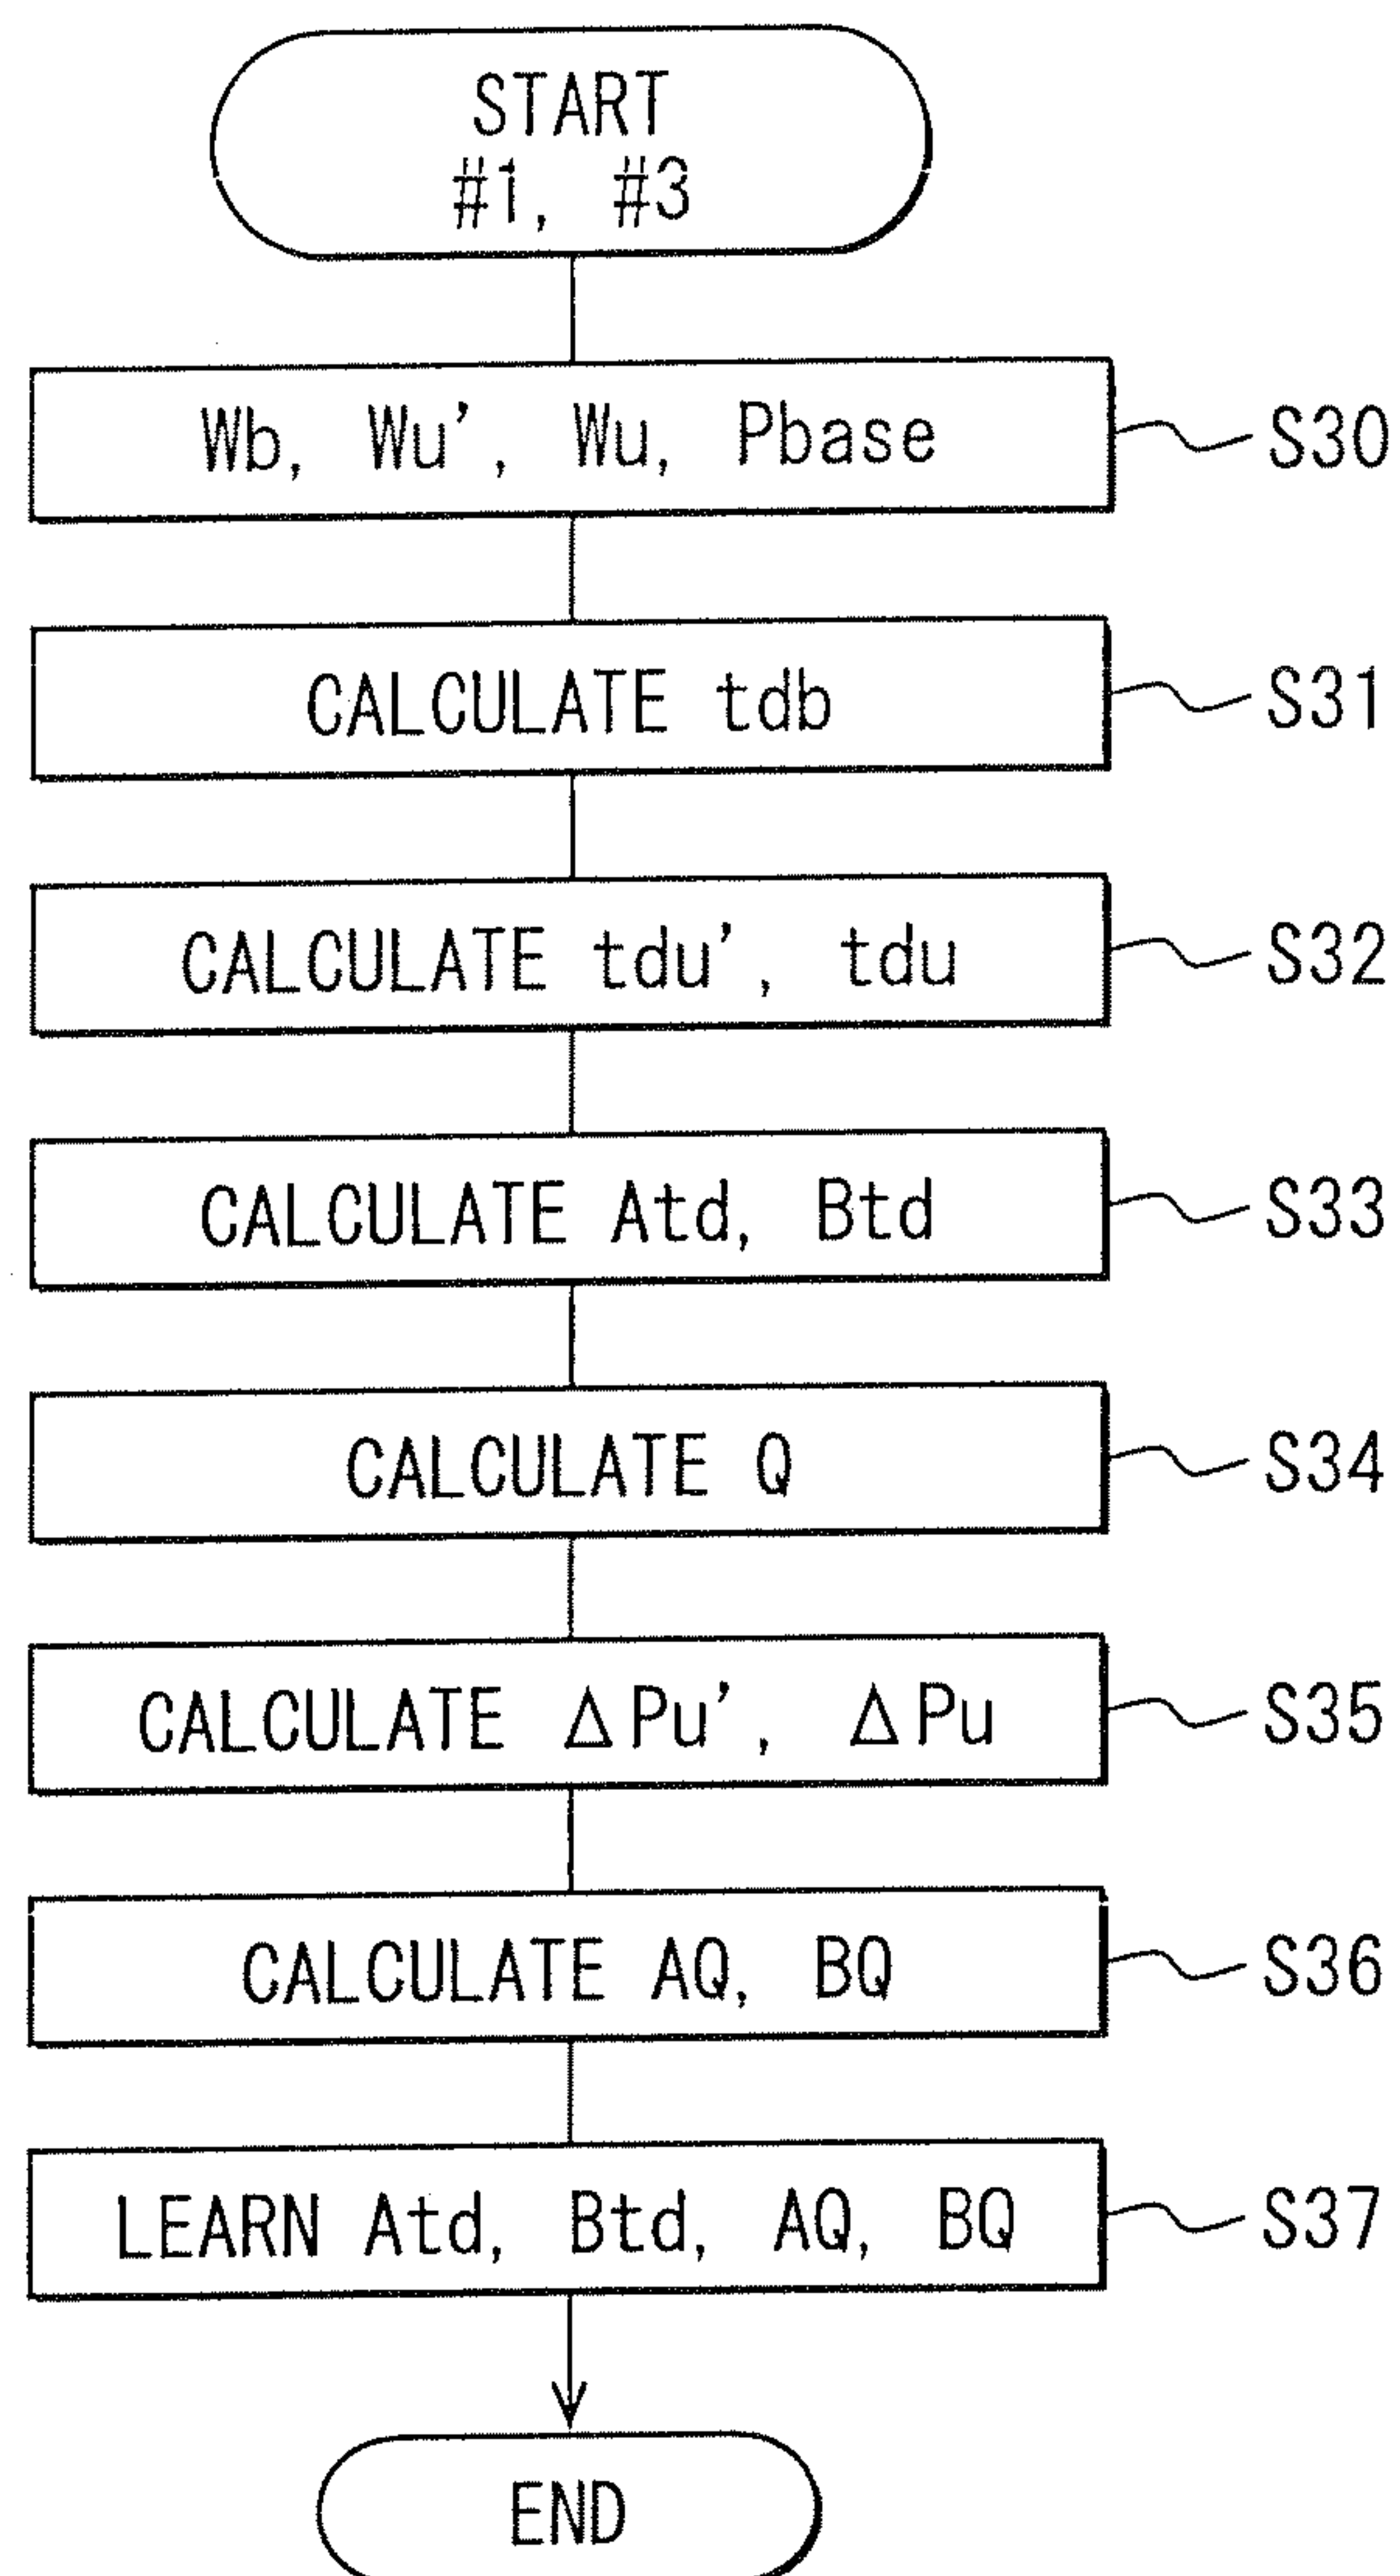 START
#1, #3
Wb, Wu', Wu, Pbase
S30
CALCULATE tdb
S31
CALCULATE tdu', tdu
S32
CALCULATE Atd, Btd
S33
CALCULATE Q
S34
CALCULATE ΔPu', ΔPu
S35
CALCULATE AQ, BQ
S36
LEARN Atd, Btd, AQ, BQ
S37
END